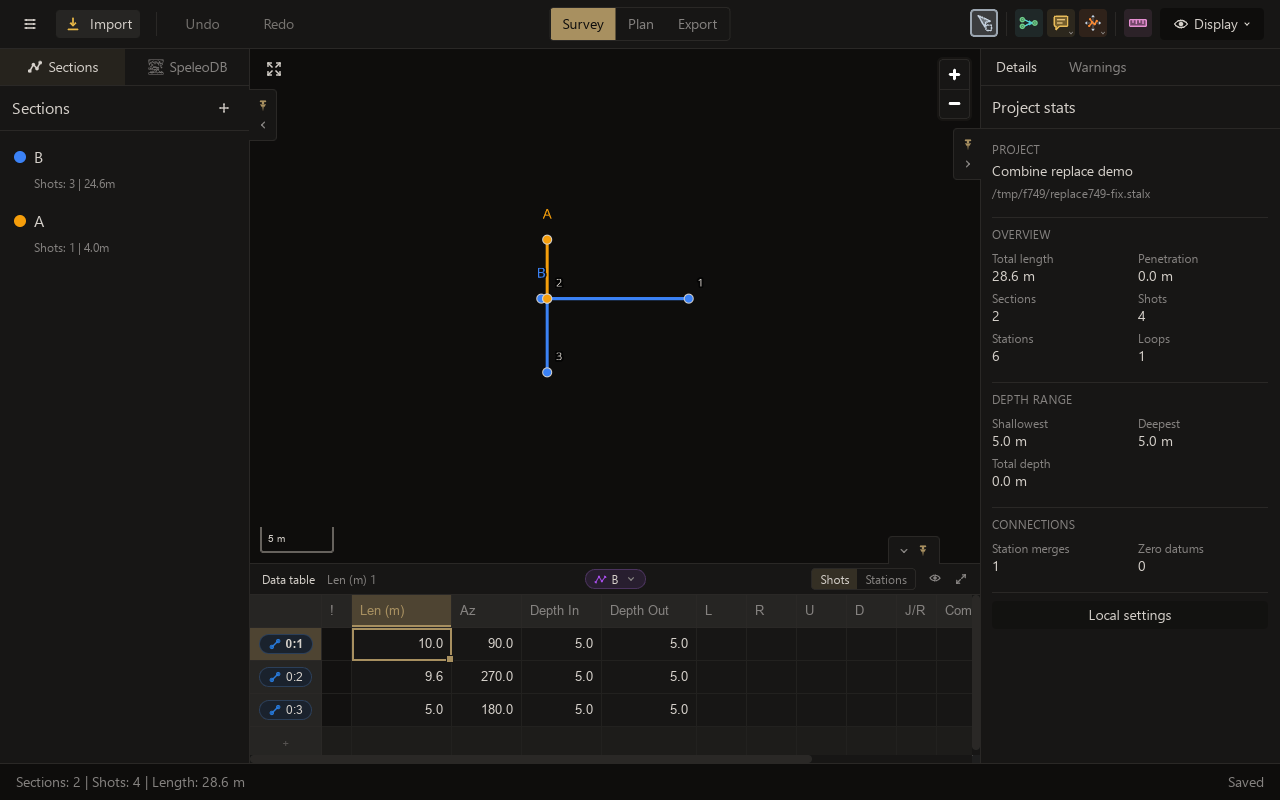 Import
Undo
Redo
Survey
Plan
Export
Display
Sections
SpeleoDB
Sections
B
Shots: 3 | 24.6m
A
Shots: 1 | 4.0m
A
B
2
1
3
5 m
Details
Warnings
Project stats
PROJECT
Combine replace demo
/tmp/f749/replace749-fix.stalx
OVERVIEW
Total length
Penetration
28.6 m
0.0 m
Sections
Shots
2
4
Stations
Loops
6
1
DEPTH RANGE
Shallowest
Deepest
5.0 m
5.0 m
Total depth
0.0 m
CONNECTIONS
Station merges
Zero datums
1
0
Local settings
Data table
Len (m) 1
B
Shots
Stations
! Len (m) Az Depth In Depth Out L R U D J/R Com
0:1 10.0 90.0 5.0 5.0
0:2 9.6 270.0 5.0 5.0
0:3 5.0 180.0 5.0 5.0
+
Sections: 2 | Shots: 4 | Length: 28.6 m
Saved